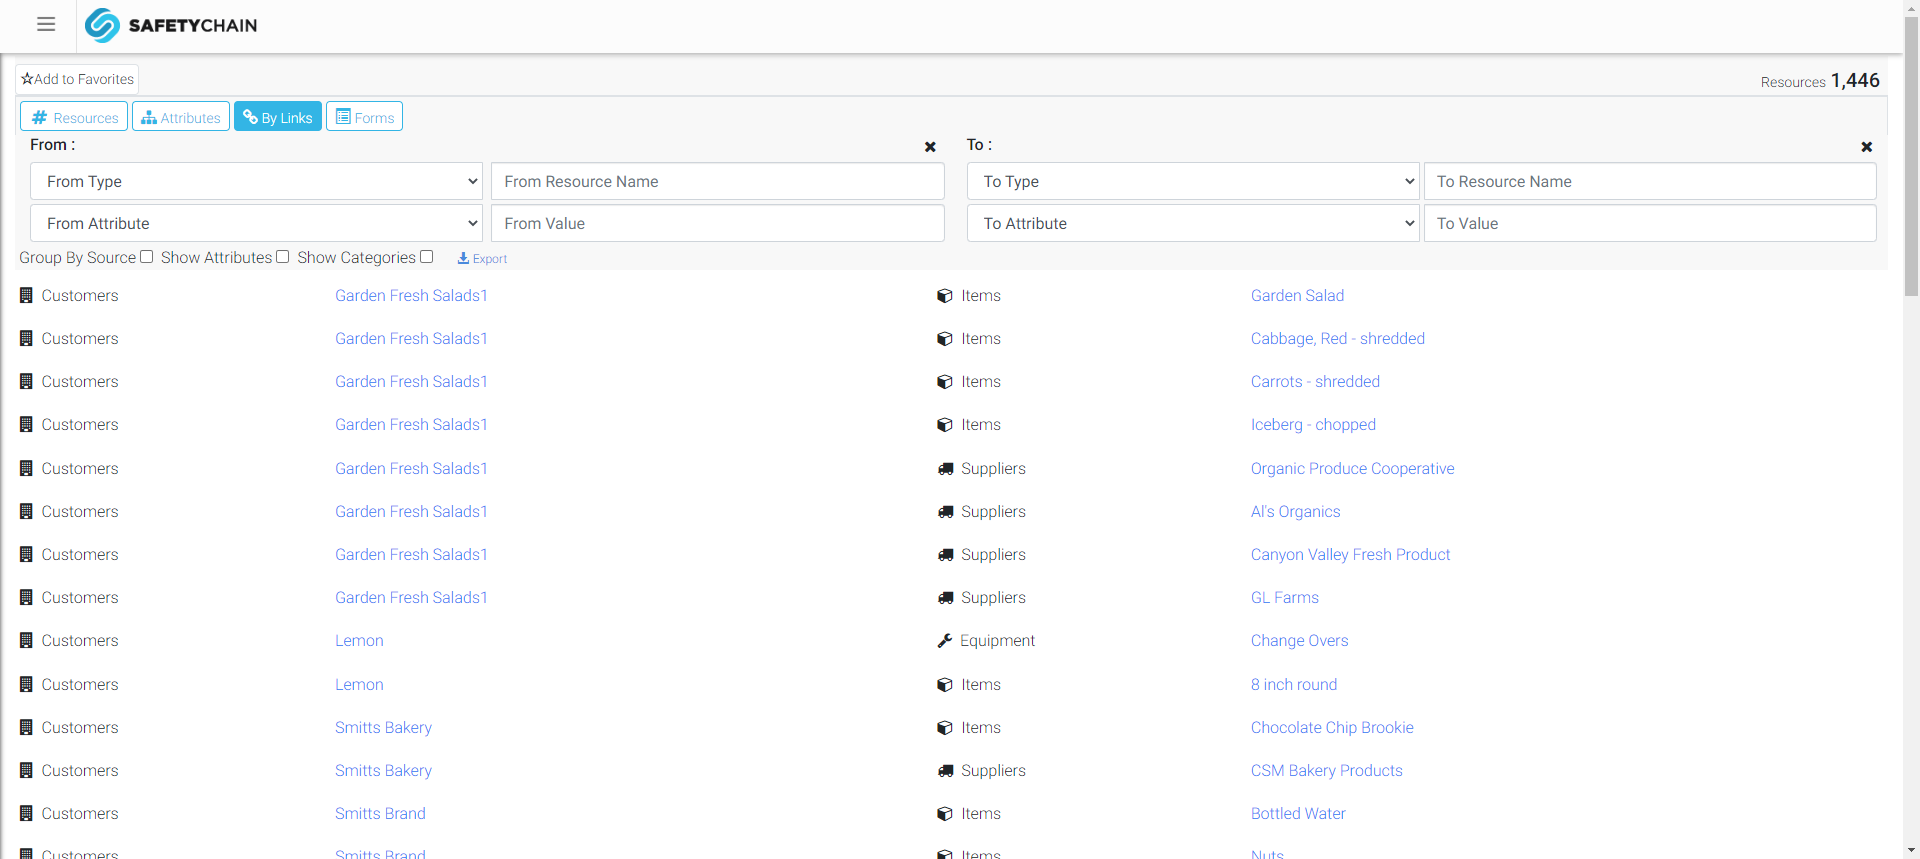 SAFETYCHAIN
Add to Favorites
Resources 1,446
Resources Attributes By Links Forms
From : To :
From Type From Resource Name To Type To Resource Name
From Attribute From Value To Attribute To Value
Group By Source Show Attributes Show Categories Export
Customers Garden Fresh Salads1 Items Garden Salad
Customers Garden Fresh Salads1 Items Cabbage, Red - shredded
Customers Garden Fresh Salads1 Items Carrots - shredded
Customers Garden Fresh Salads1 Items Iceberg - chopped
Customers Garden Fresh Salads1 Suppliers Organic Produce Cooperative
Customers Garden Fresh Salads1 Suppliers Al's Organics
Customers Garden Fresh Salads1 Suppliers Canyon Valley Fresh Product
Customers Garden Fresh Salads1 Suppliers GL Farms
Customers Lemon Equipment Change Overs
Customers Lemon Items 8 inch round
Customers Smitts Bakery Items Chocolate Chip Brookie
Customers Smitts Bakery Suppliers CSM Bakery Products
Customers Smitts Brand Items Bottled Water
Customers Smitts Brand Items Nuts